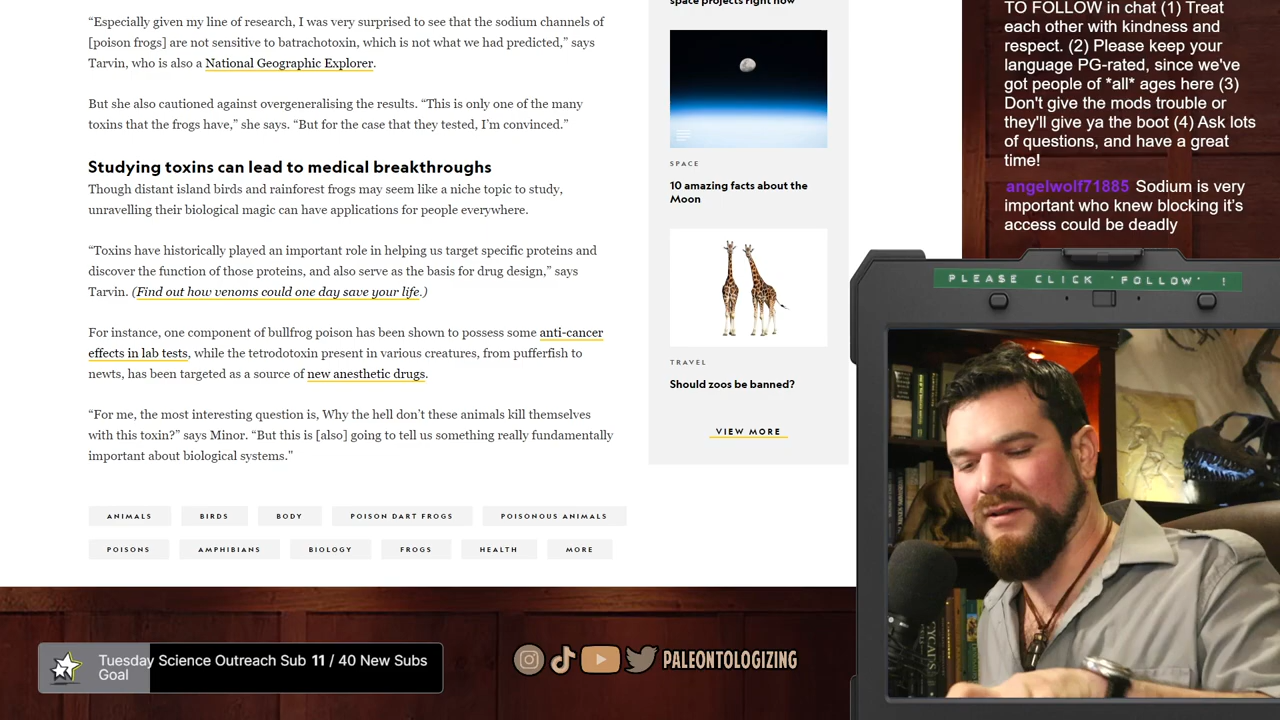 "Especially given my line of research, I was very surprised to see that the sodium channels of
[poison frogs] are not sensitive to batrachotoxin, which is not what we had predicted," says
Tarvin, who is also a National Geographic Explorer.
But she also cautioned against overgeneralising the results. "This is only one of the many
toxins that the frogs have," she says. "But for the case that they tested, I'm convinced."
Studying toxins can lead to medical breakthroughs
Though distant island birds and rainforest frogs may seem like a niche topic to study,
unravelling their biological magic can have applications for people everywhere.
"Toxins have historically played an important role in helping us target specific proteins and
discover the function of those proteins, and also serve as the basis for drug design," says
Tarvin. (Find out how venoms could one day save your life.)
For instance, one component of bullfrog poison has been shown to possess some anti-cancer
effects in lab tests, while the tetrodotoxin present in various creatures, from pufferfish to
newts, has been targeted as a source of new anesthetic drugs.
"For me, the most interesting question is, Why the hell don't these animals kill themselves
with this toxin?" says Minor. "But this is [also] going to tell us something really fundamentally
important about biological systems."
ANIMALS
BIRDS
BODY
POISON DART FROGS
POISONOUS ANIMALS
POISONS
AMPHIBIANS
BIOLOGY
FROGS
HEALTH
MORE
space projects right now
SPACE
10 amazing facts about the
Moon
TRAVEL
Should zoos be banned?
VIEW MORE
TO FOLLOW in chat (1) Treat
each other with kindness and
respect. (2) Please keep your
language PG-rated, since we've
got people of *all* ages here (3)
Don't give the mods trouble or
they'll give ya the boot (4) Ask lots
of questions, and have a great
time!
angelwolf71885 Sodium is very
important who knew blocking it's
access could be deadly
PLEASE CLICK 'FOLLOW' !
Tuesday Science Outreach Sub 11 / 40 New Subs
Goal
PALEONTOLOGIZING